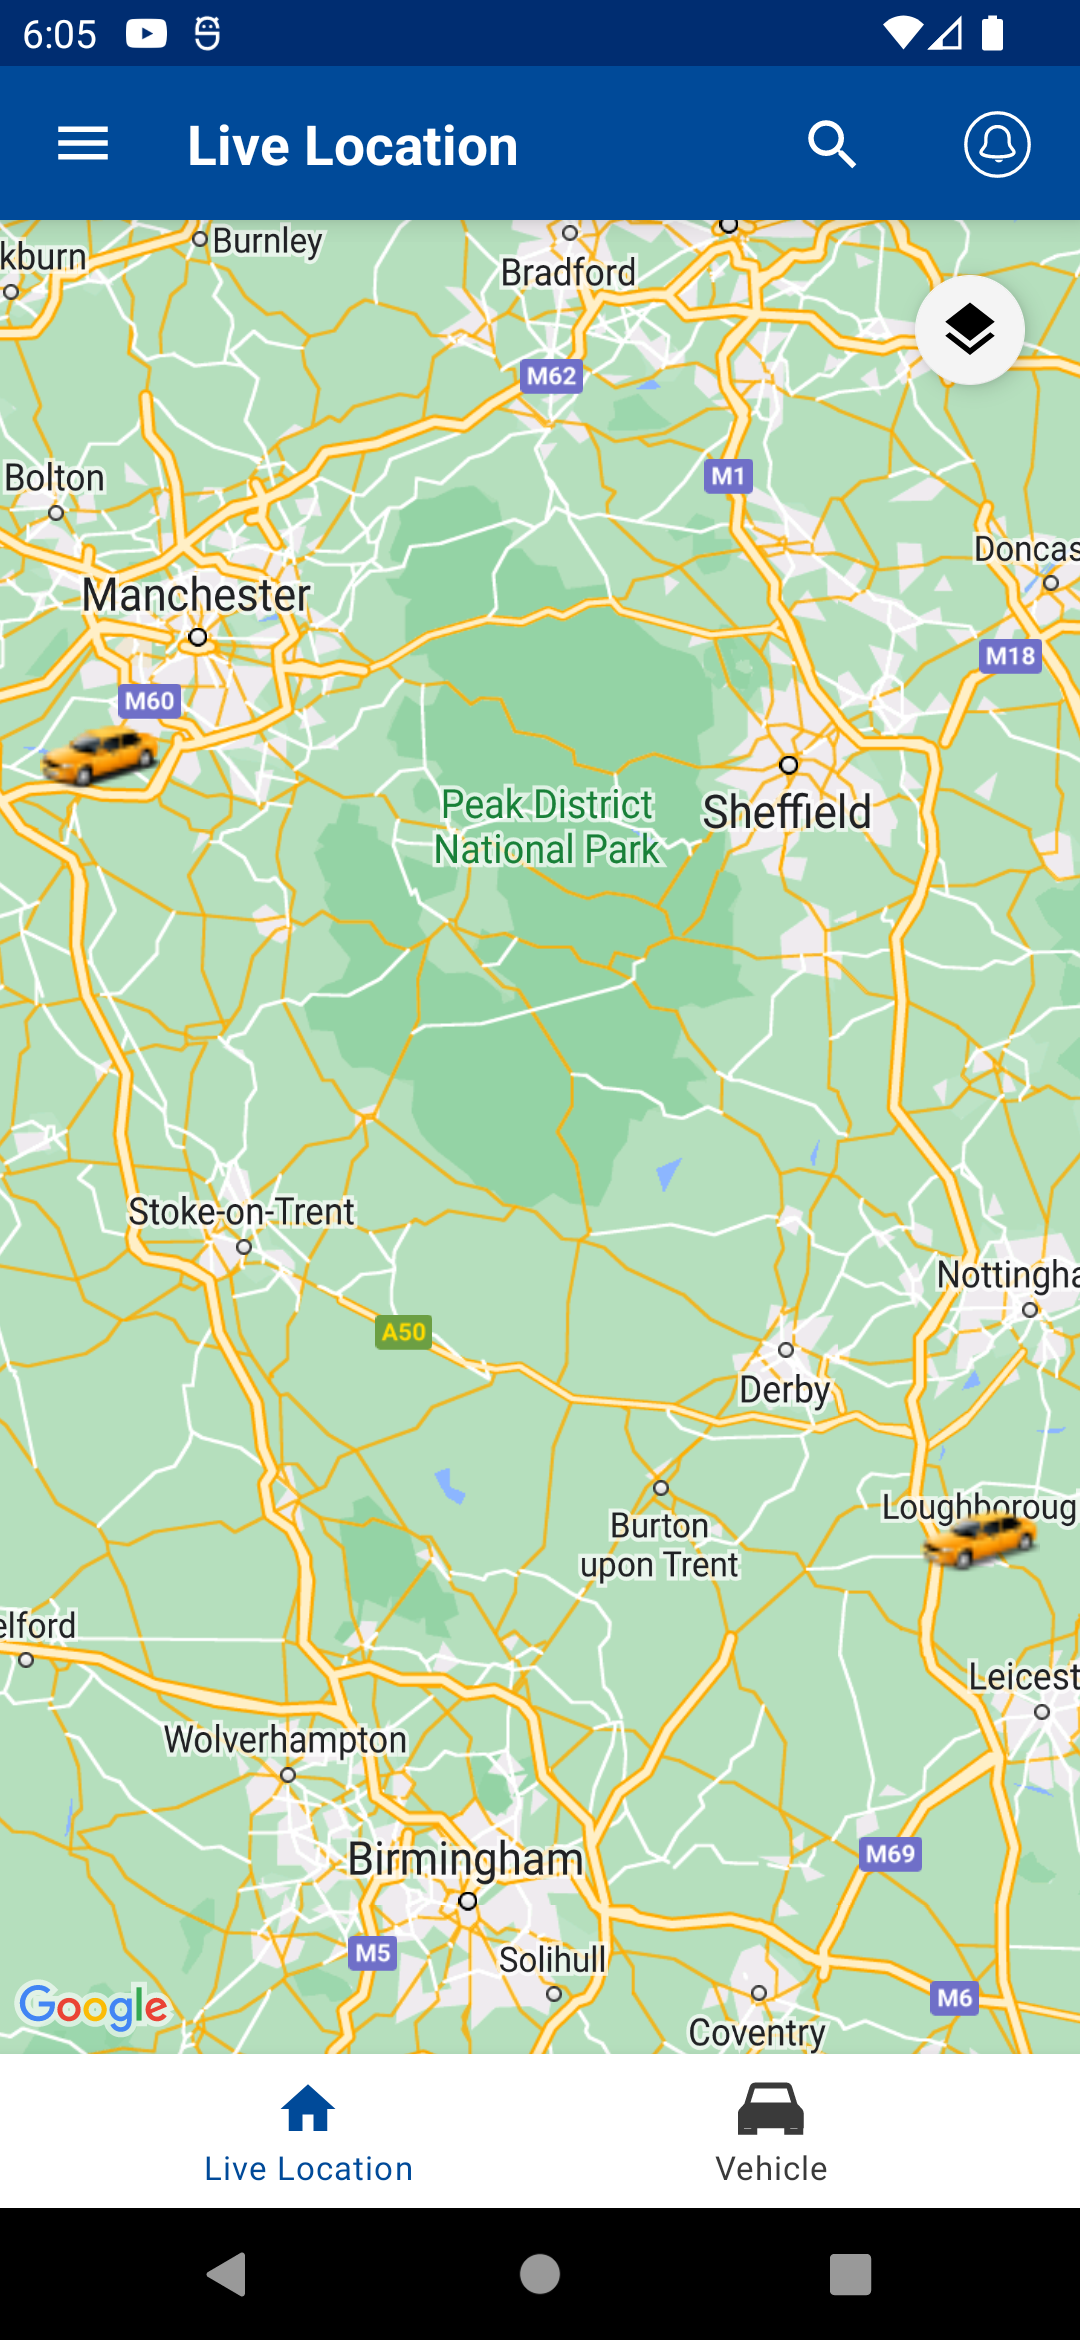 6:05
Live Location
Burnley
kburn
Bradford
M62
Bolton
M1
Doncas
Manchester
M18
M60
Peak District
National Park
Sheffield
Stoke-on-Trent
Nottingha
A50
Derby
Loughboroug
Burton
upon Trent
elford
Leicest
Wolverhampton
M69
Birmingham
M5
Solihull
M6
Google
Coventry
Live Location
Vehicle